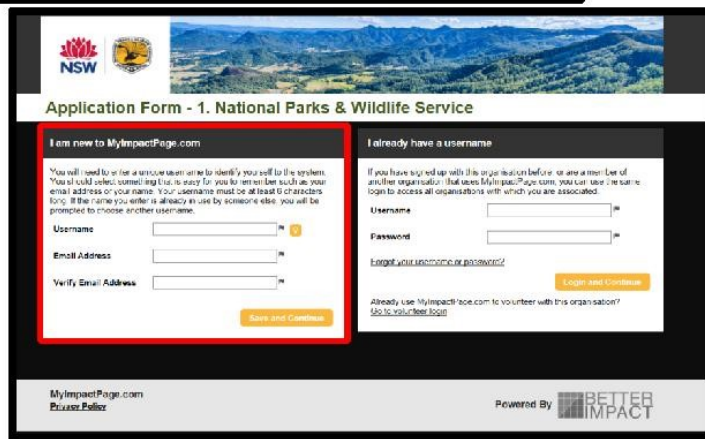 NSW
Application Form - 1. National Parks & Wildlife Service
I am new to MyImpactPage.com
You will need to enter a unique username to identify yourself to the system.
You should select something that is easy for you to remember such as your
email address or your name. Your username must be at least 6 characters
long. If the name you enter is already in use by someone else, you will be
prompted to choose another username.
Username
Email Address
Verify Email Address
Save and Continue
I already have a username
If you have signed up with this organisation before, or are a member of
another organisation that uses MyImpactPage.com, you can use the same
login to access all organisations with which you are associated.
Username
Password
Forgot your username or password?
Login and Continue
Already use MyImpactPage.com to volunteer with this organisation?
Go to volunteer login
MyImpactPage.com
Privacy Policy
Powered By
BETTER
IMPACT